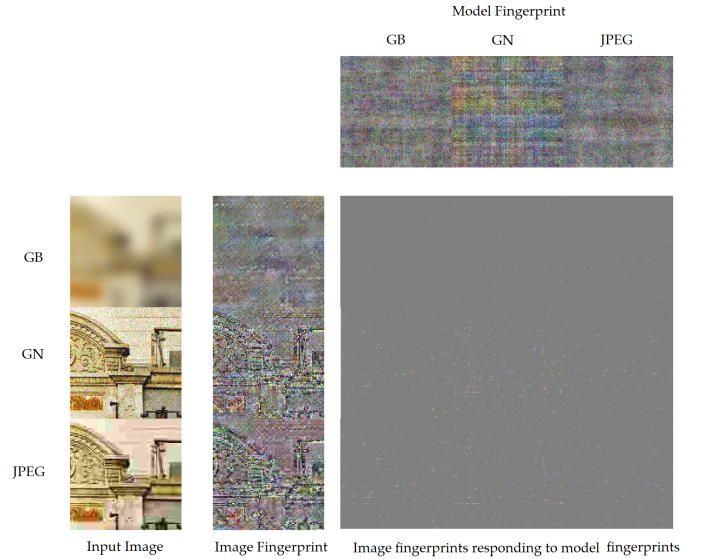 Model Fingerprint
GB GN JPEG
GB
GN
JPEG
Input Image Image Fingerprint Image fingerprints responding to model fingerprints